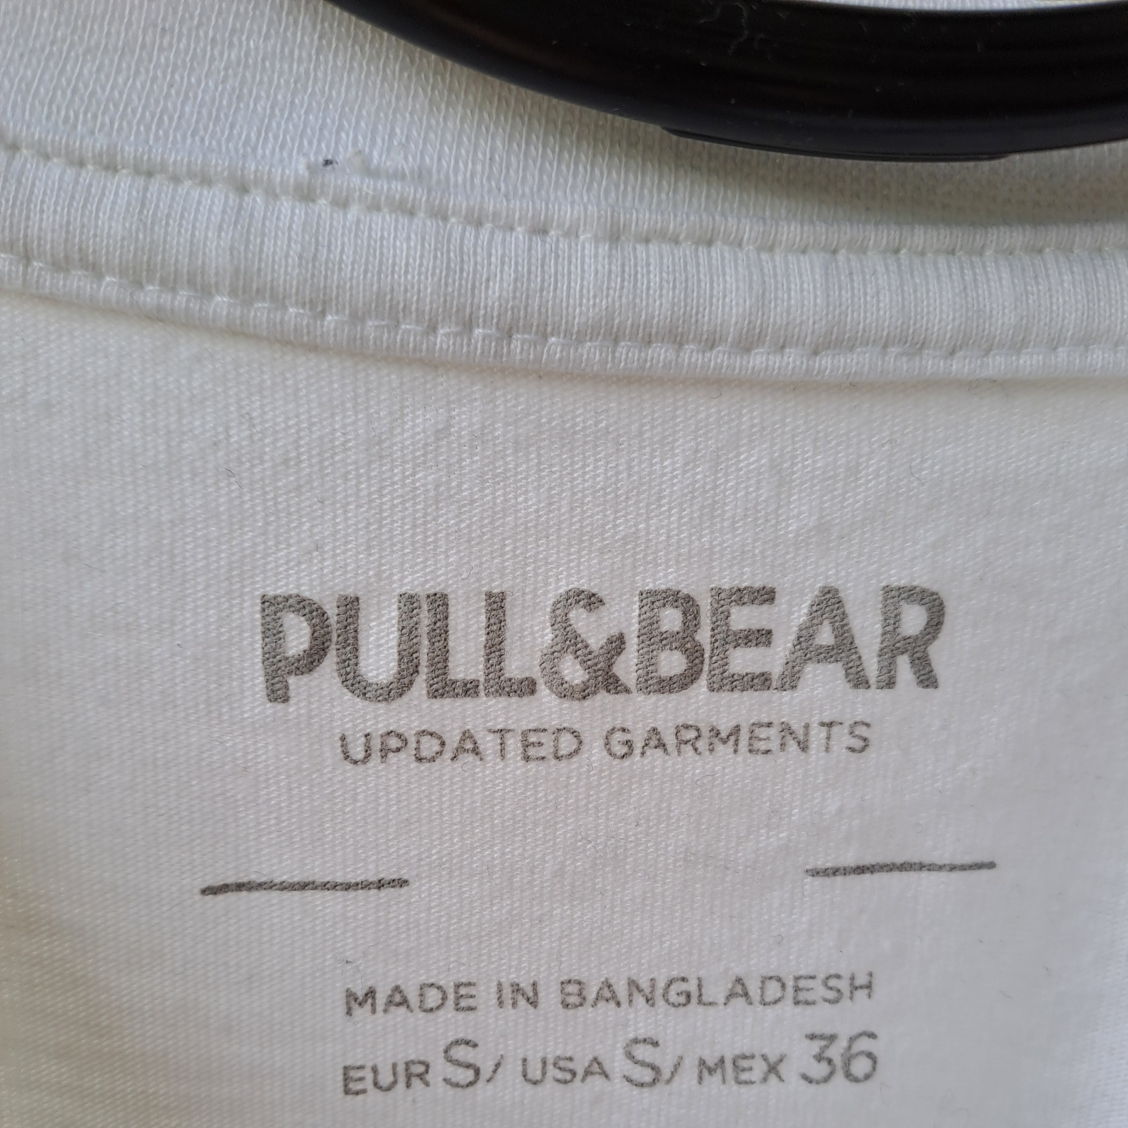 PULL&BEAR
UPDATED GARMENTS
MADE IN BANGLADESH
EUR S/ USA S/ MEX 36